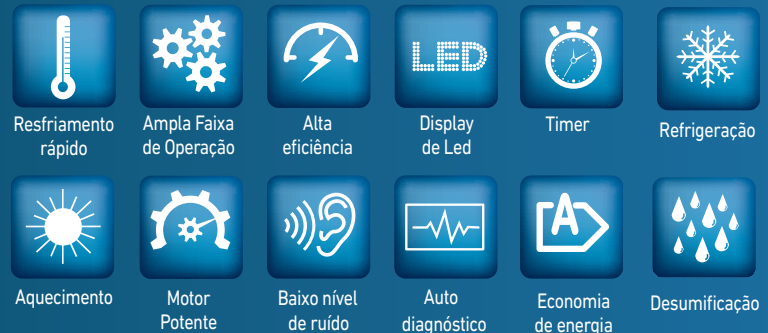 LED
Resfriamento
rápido
Ampla Faixa
de Operação
Alta
eficiência
Display
de Led
Timer
Refrigeração
A
Aquecimento
Motor
Potente
Baixo nível
de ruído
Auto
diagnóstico
Economia
de energia
Desumificação